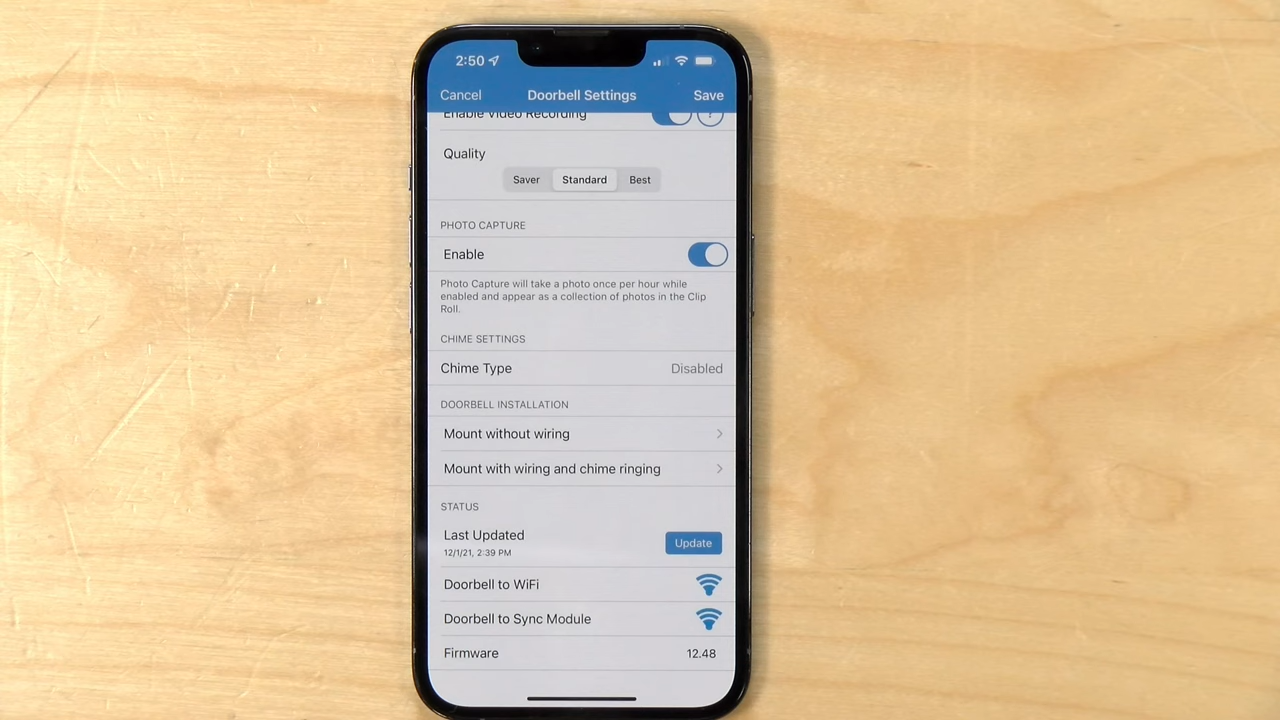 2:50
Cancel Doorbell Settings Save
Enable Video Recording
Quality
Saver Standard Best
PHOTO CAPTURE
Enable
Photo Capture will take a photo once per hour while
enabled and appear as a collection of photos in the Clip
Roll.
CHIME SETTINGS
Chime Type Disabled
DOORBELL INSTALLATION
Mount without wiring
Mount with wiring and chime ringing
STATUS
Last Updated
12/1/21, 2:39 PM
Update
Doorbell to WiFi
Doorbell to Sync Module
Firmware 12.48